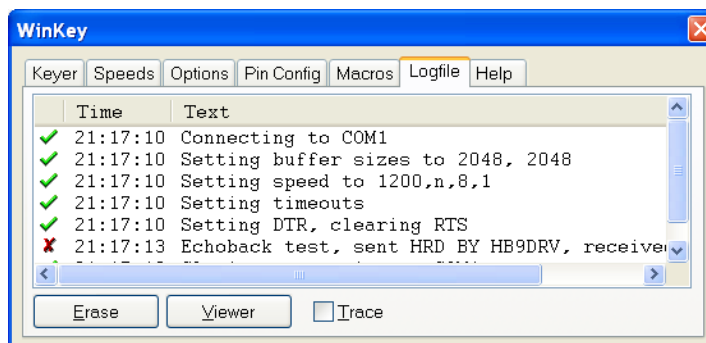 WinKey
Keyer Speeds Options Pin Config Macros Logfile Help
Time Text
21:17:10 Connecting to COM1
21:17:10 Setting buffer sizes to 2048, 2048
21:17:10 Setting speed to 1200,n,8,1
21:17:10 Setting timeouts
21:17:10 Setting DTR, clearing RTS
21:17:13 Echoback test, sent HRD BY HB9DRV, receive
Erase Viewer Trace